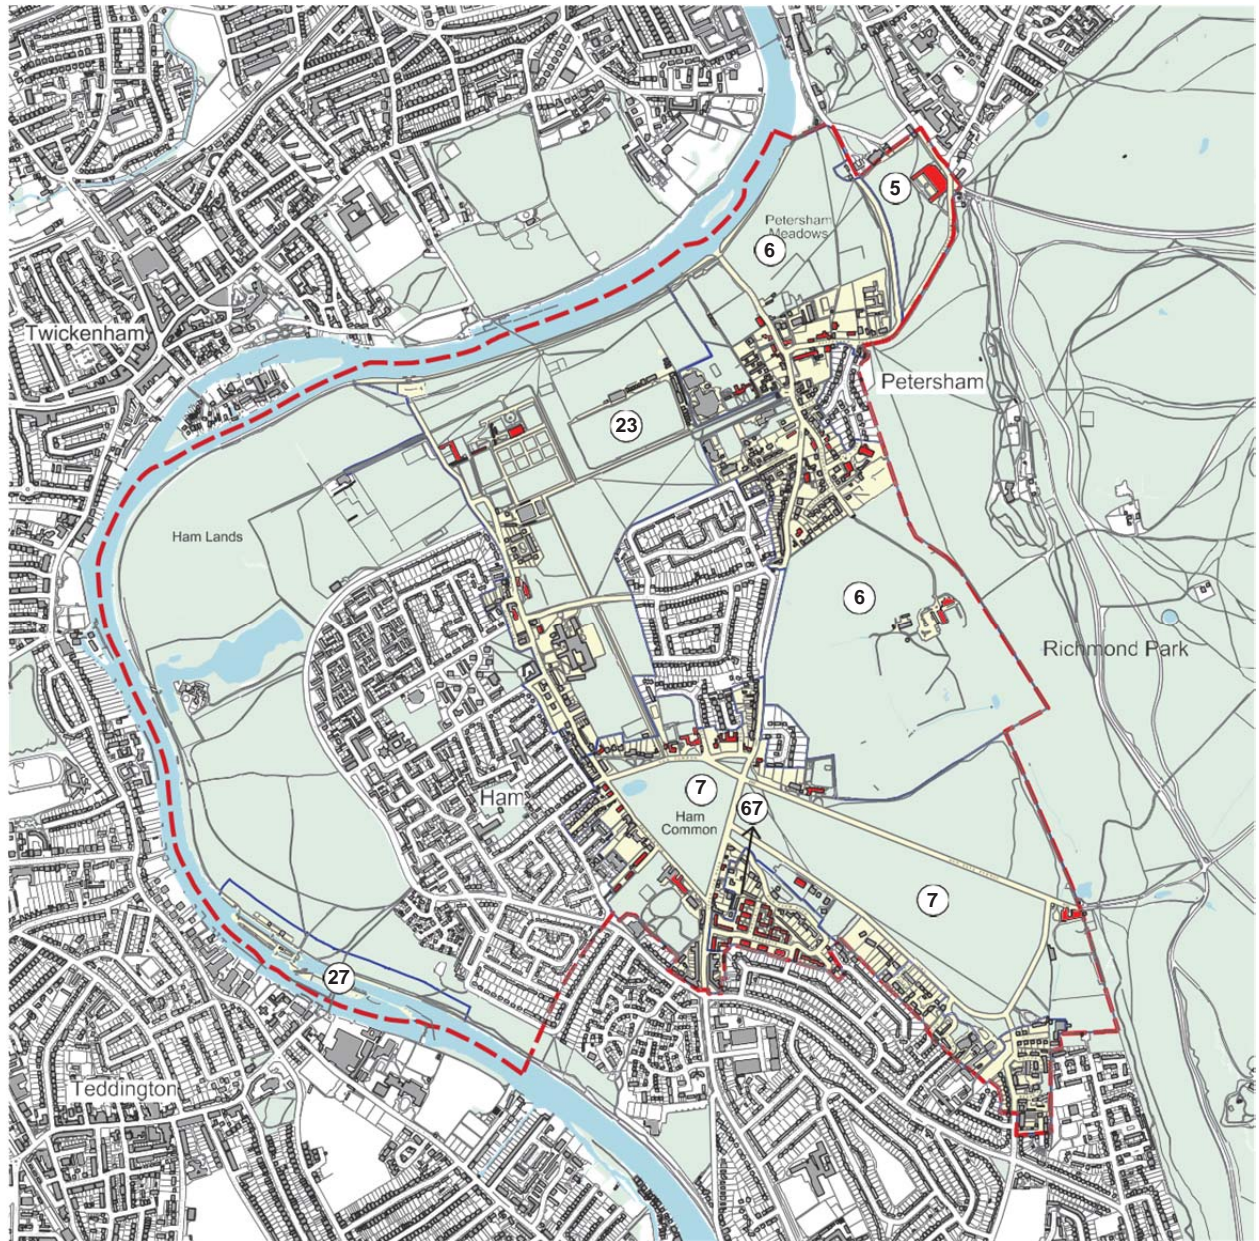 5
Petersham
Meadows
6
Twickenham
Petersham
23
Ham Lands
6
Richmond Park
Ham
7
Ham
Common
67
7
27
Teddington